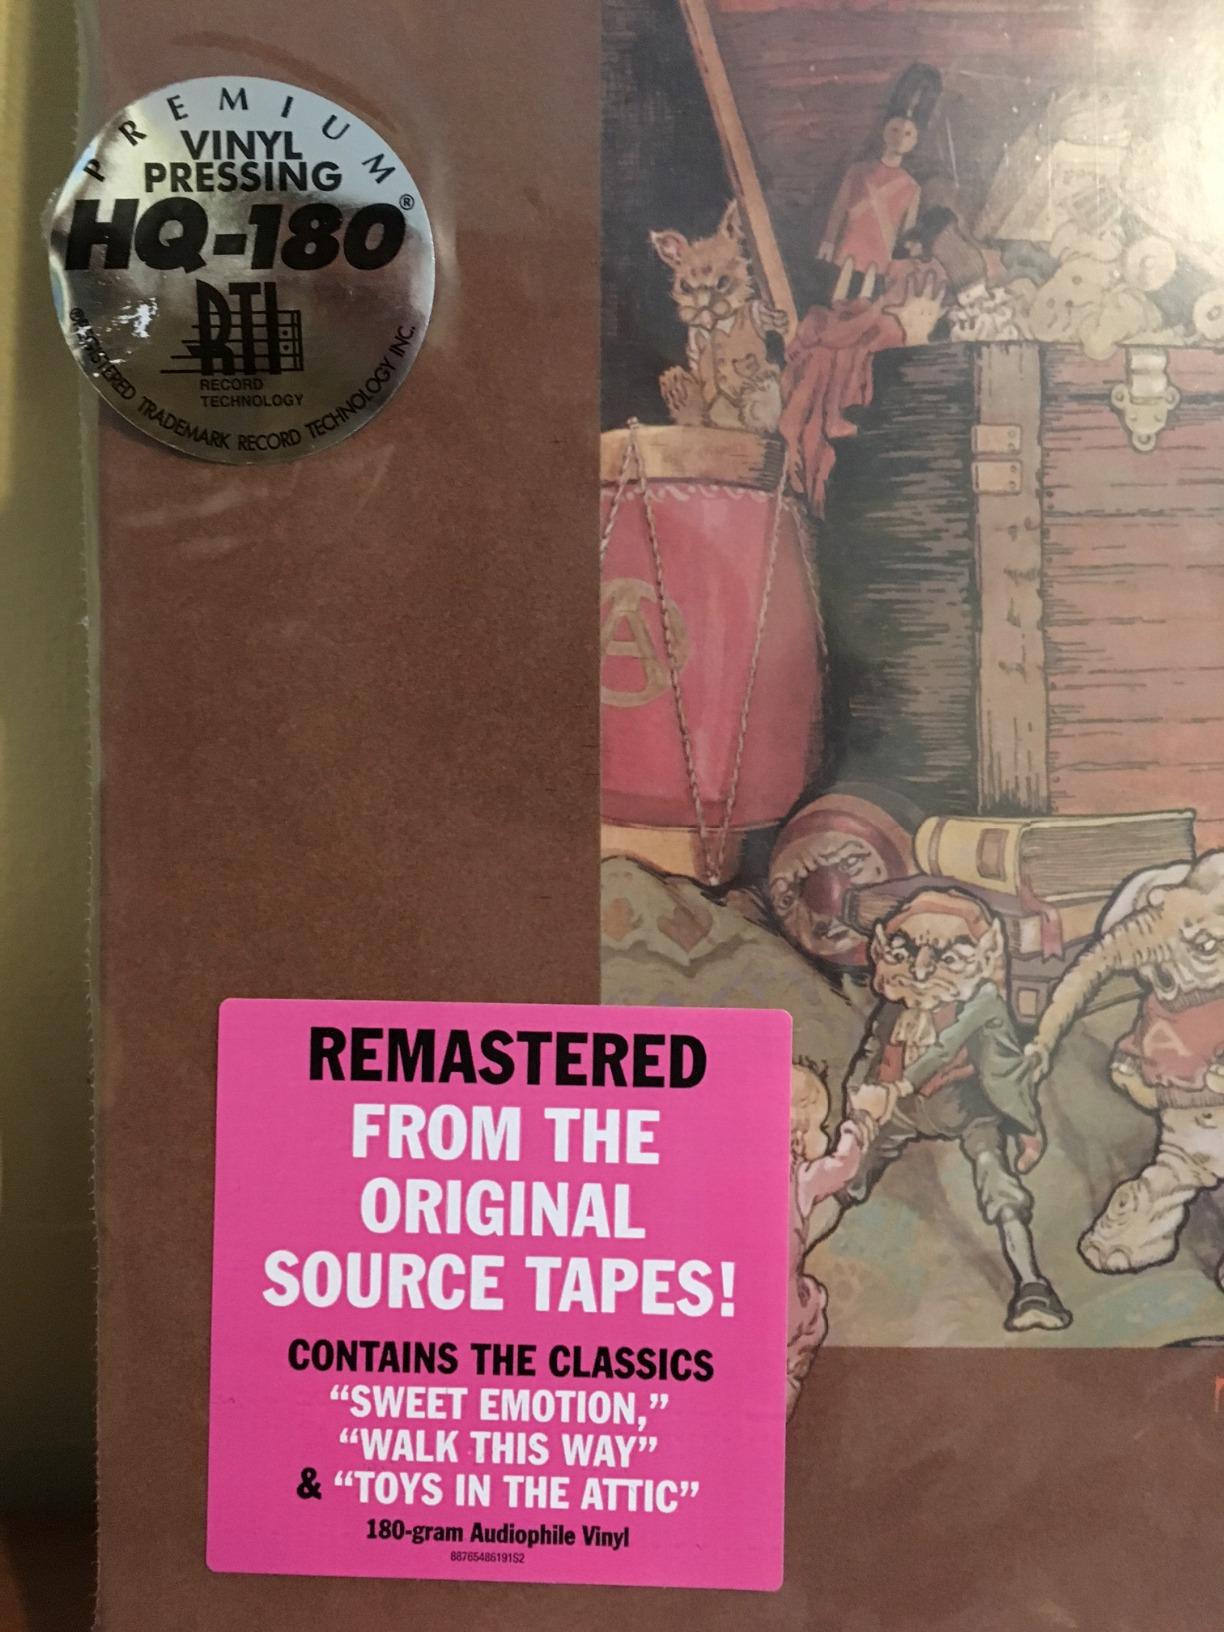 PREMIUM
VINYL
PRESSING
HQ-180®
RTI
RECORD
TECHNOLOGY
® REGISTERED TRADEMARK RECORD TECHNOLOGY INC.
A
A
REMASTERED
FROM THE
ORIGINAL
SOURCE TAPES!
CONTAINS THE CLASSICS
"SWEET EMOTION,"
"WALK THIS WAY"
& "TOYS IN THE ATTIC"
180-gram Audiophile Vinyl
88765486191S2